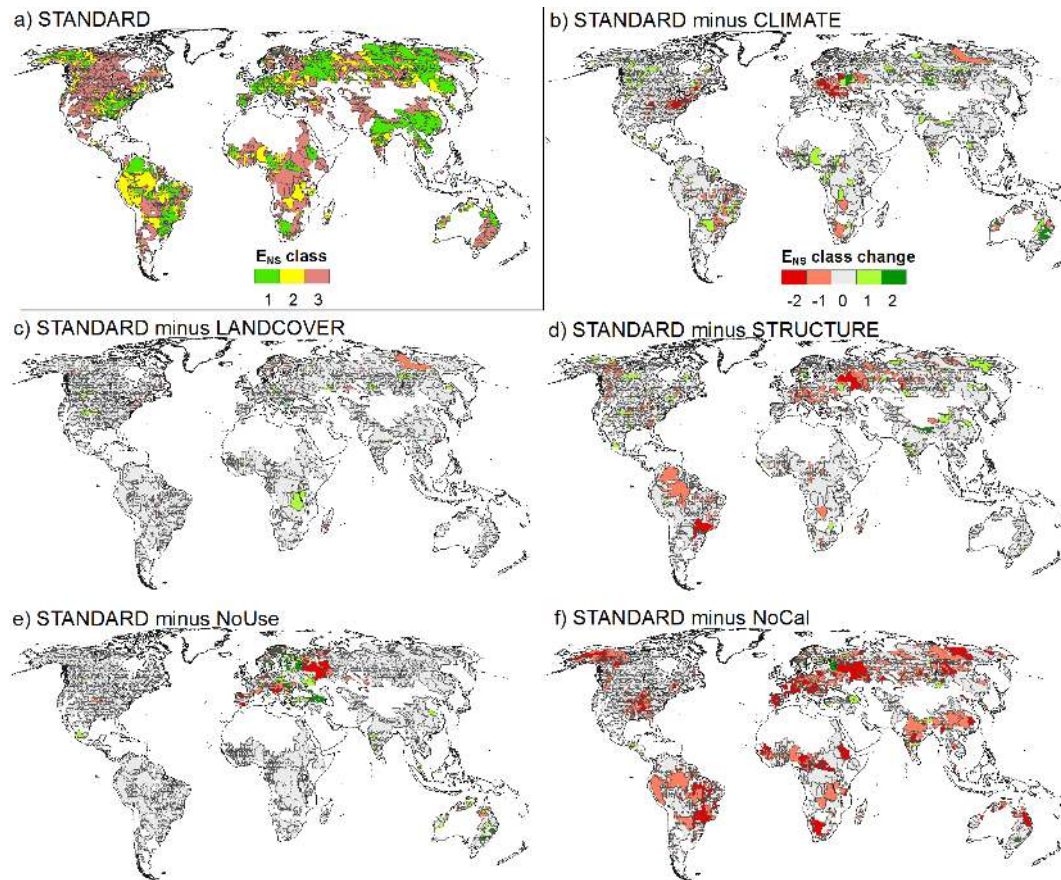 a) STANDARD
b) STANDARD minus CLIMATE
E_NS class
1 2 3
E_NS class change
-2 -1 0 1 2
c) STANDARD minus LANDCOVER
d) STANDARD minus STRUCTURE
e) STANDARD minus NoUse
f) STANDARD minus NoCal